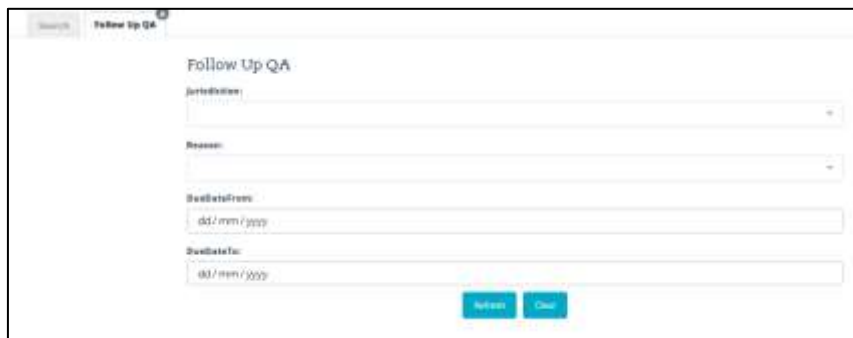 Search Follow Up QA
Follow Up QA
Jurisdiction:
Reason:
DueDateFrom:
dd/mm/yyyy
DueDateTo:
dd/mm/yyyy
Refresh Clear